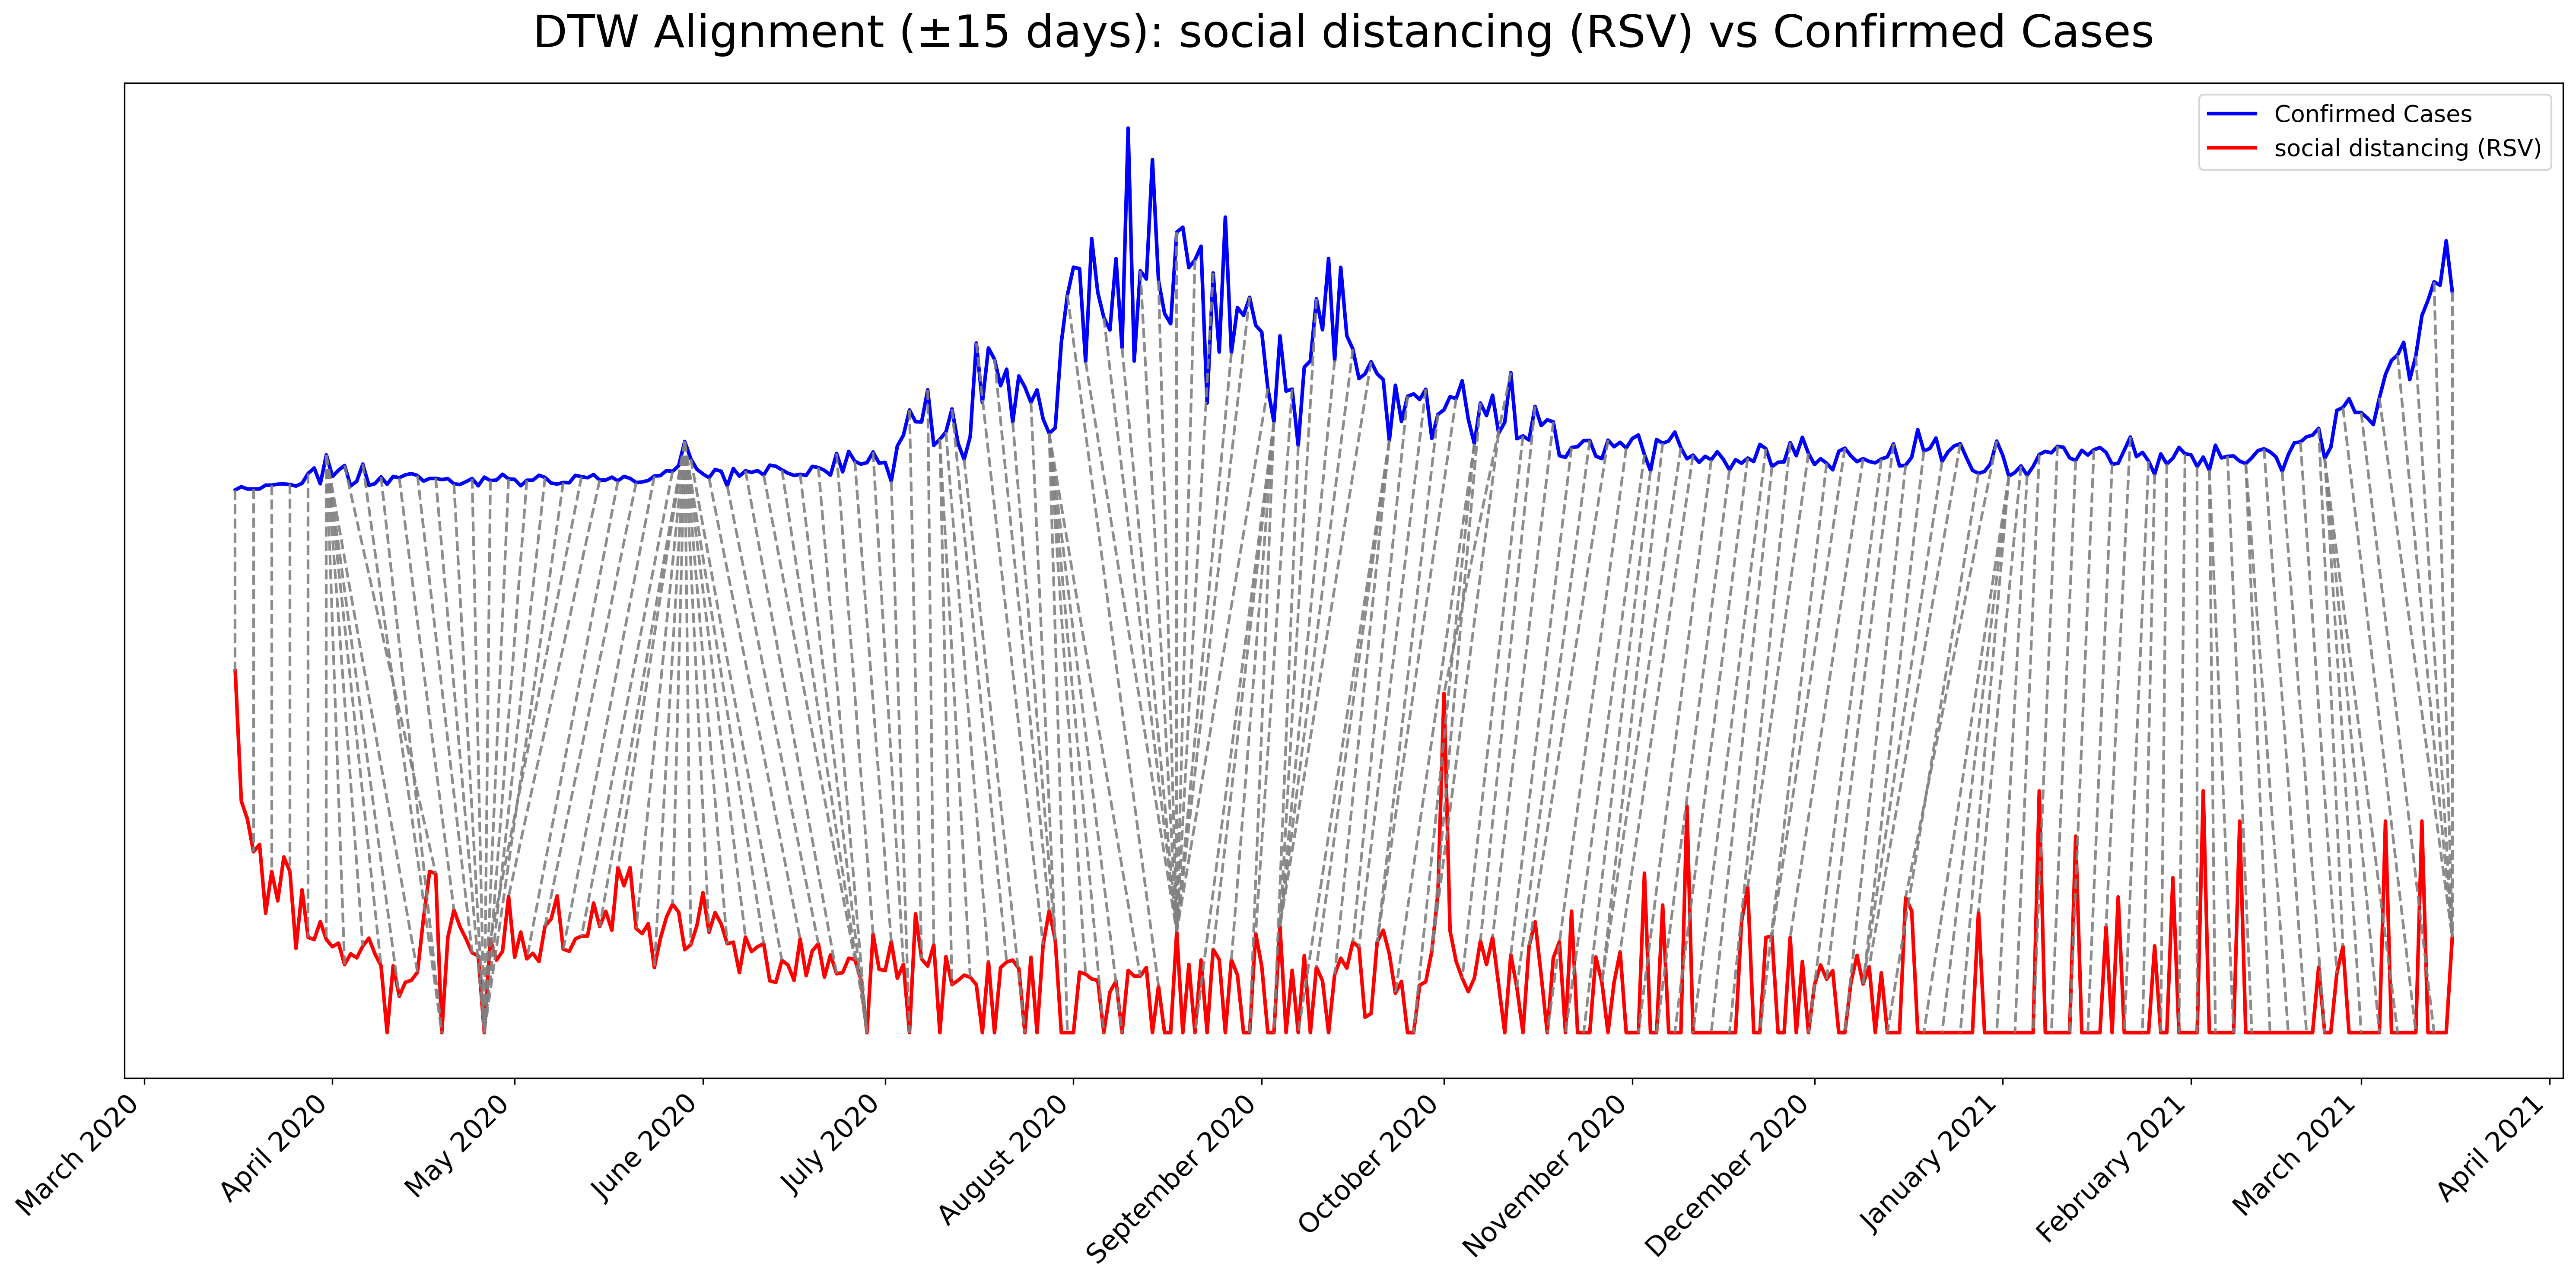 DTW Alignment (±15 days): social distancing (RSV) vs Confirmed Cases
Confirmed Cases
social distancing (RSV)
March 2020
April 2020
May 2020
June 2020
July 2020
August 2020
September 2020
October 2020
November 2020
December 2020
January 2021
February 2021
March 2021
April 2021